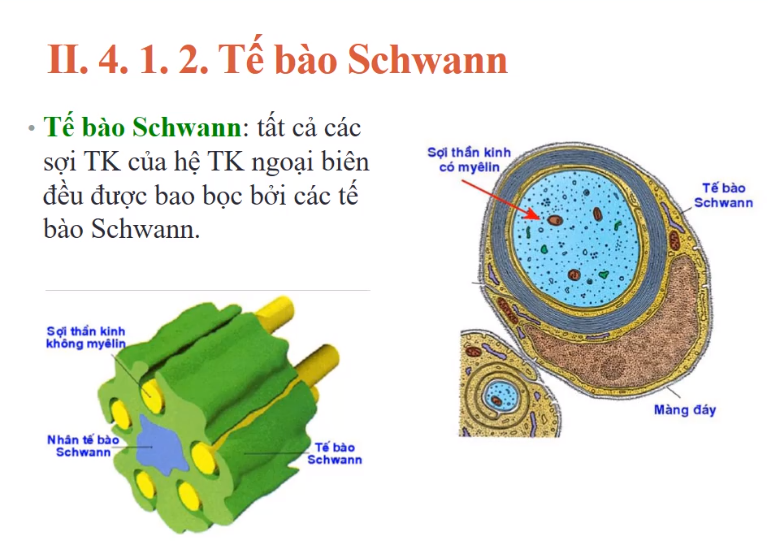 II. 4. 1. 2. Tế bào Schwann
• Tế bào Schwann: tất cả các
sợi TK của hệ TK ngoại biên
đều được bao bọc bởi các tế
bào Schwann.
Sợi thần kinh
có myêlin
Tế bào
Schwann
Màng đáy
Sợi thần kinh
không myêlin
Nhân tế bào
Schwann
Tế bào
Schwann